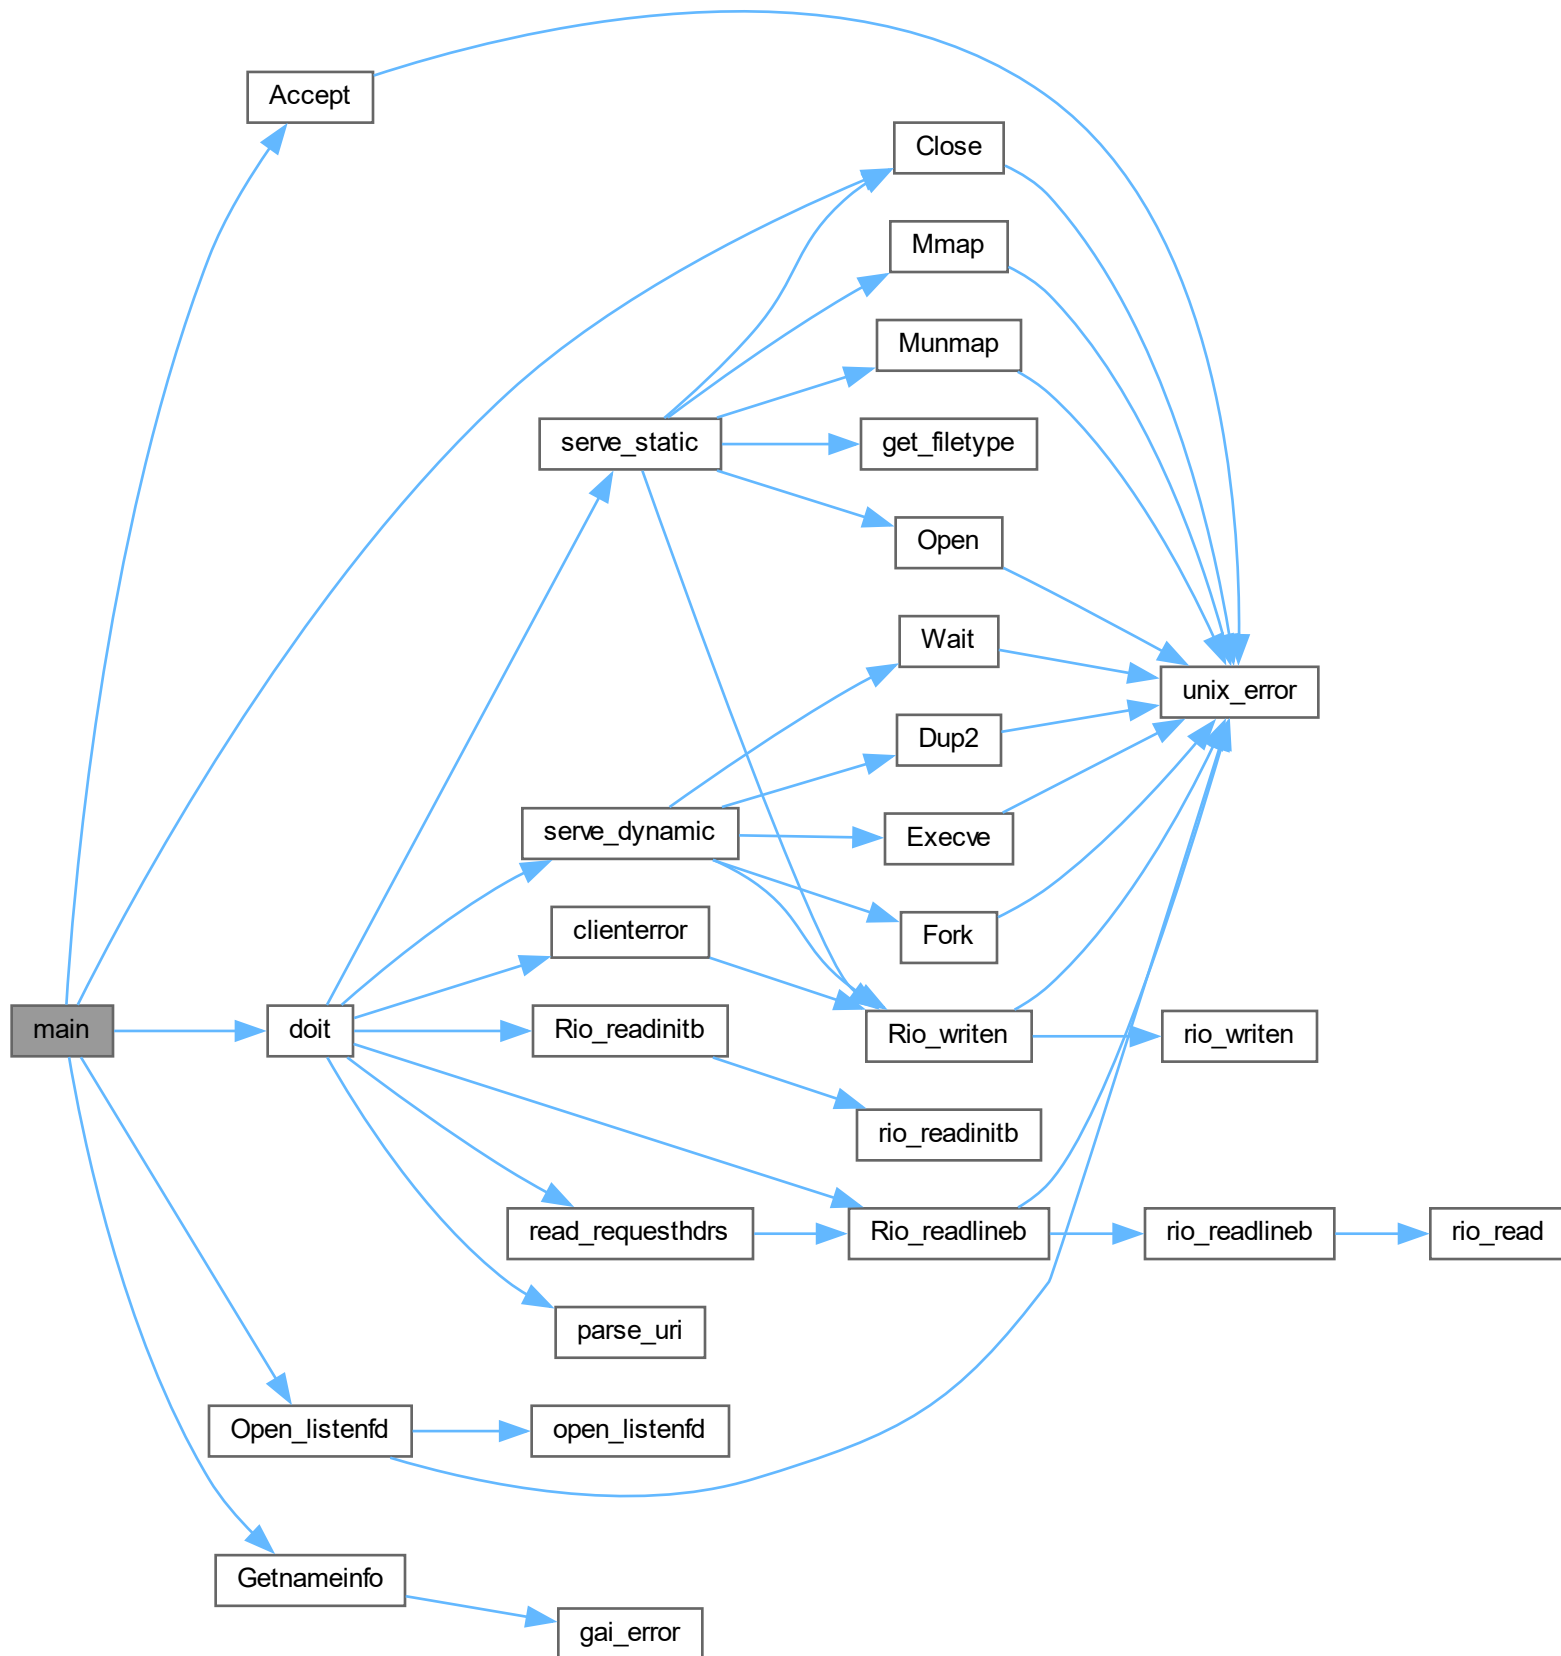 Accept
Close
Mmap
Munmap
serve_static
get_filetype
Open
Wait
unix_error
Dup2
serve_dynamic
Execve
clienterror
Fork
main
doit
Rio_readinitb
Rio_writen
rio_writen
rio_readinitb
read_requesthdrs
Rio_readlineb
rio_readlineb
rio_read
parse_uri
Open_listenfd
open_listenfd
Getnameinfo
gai_error